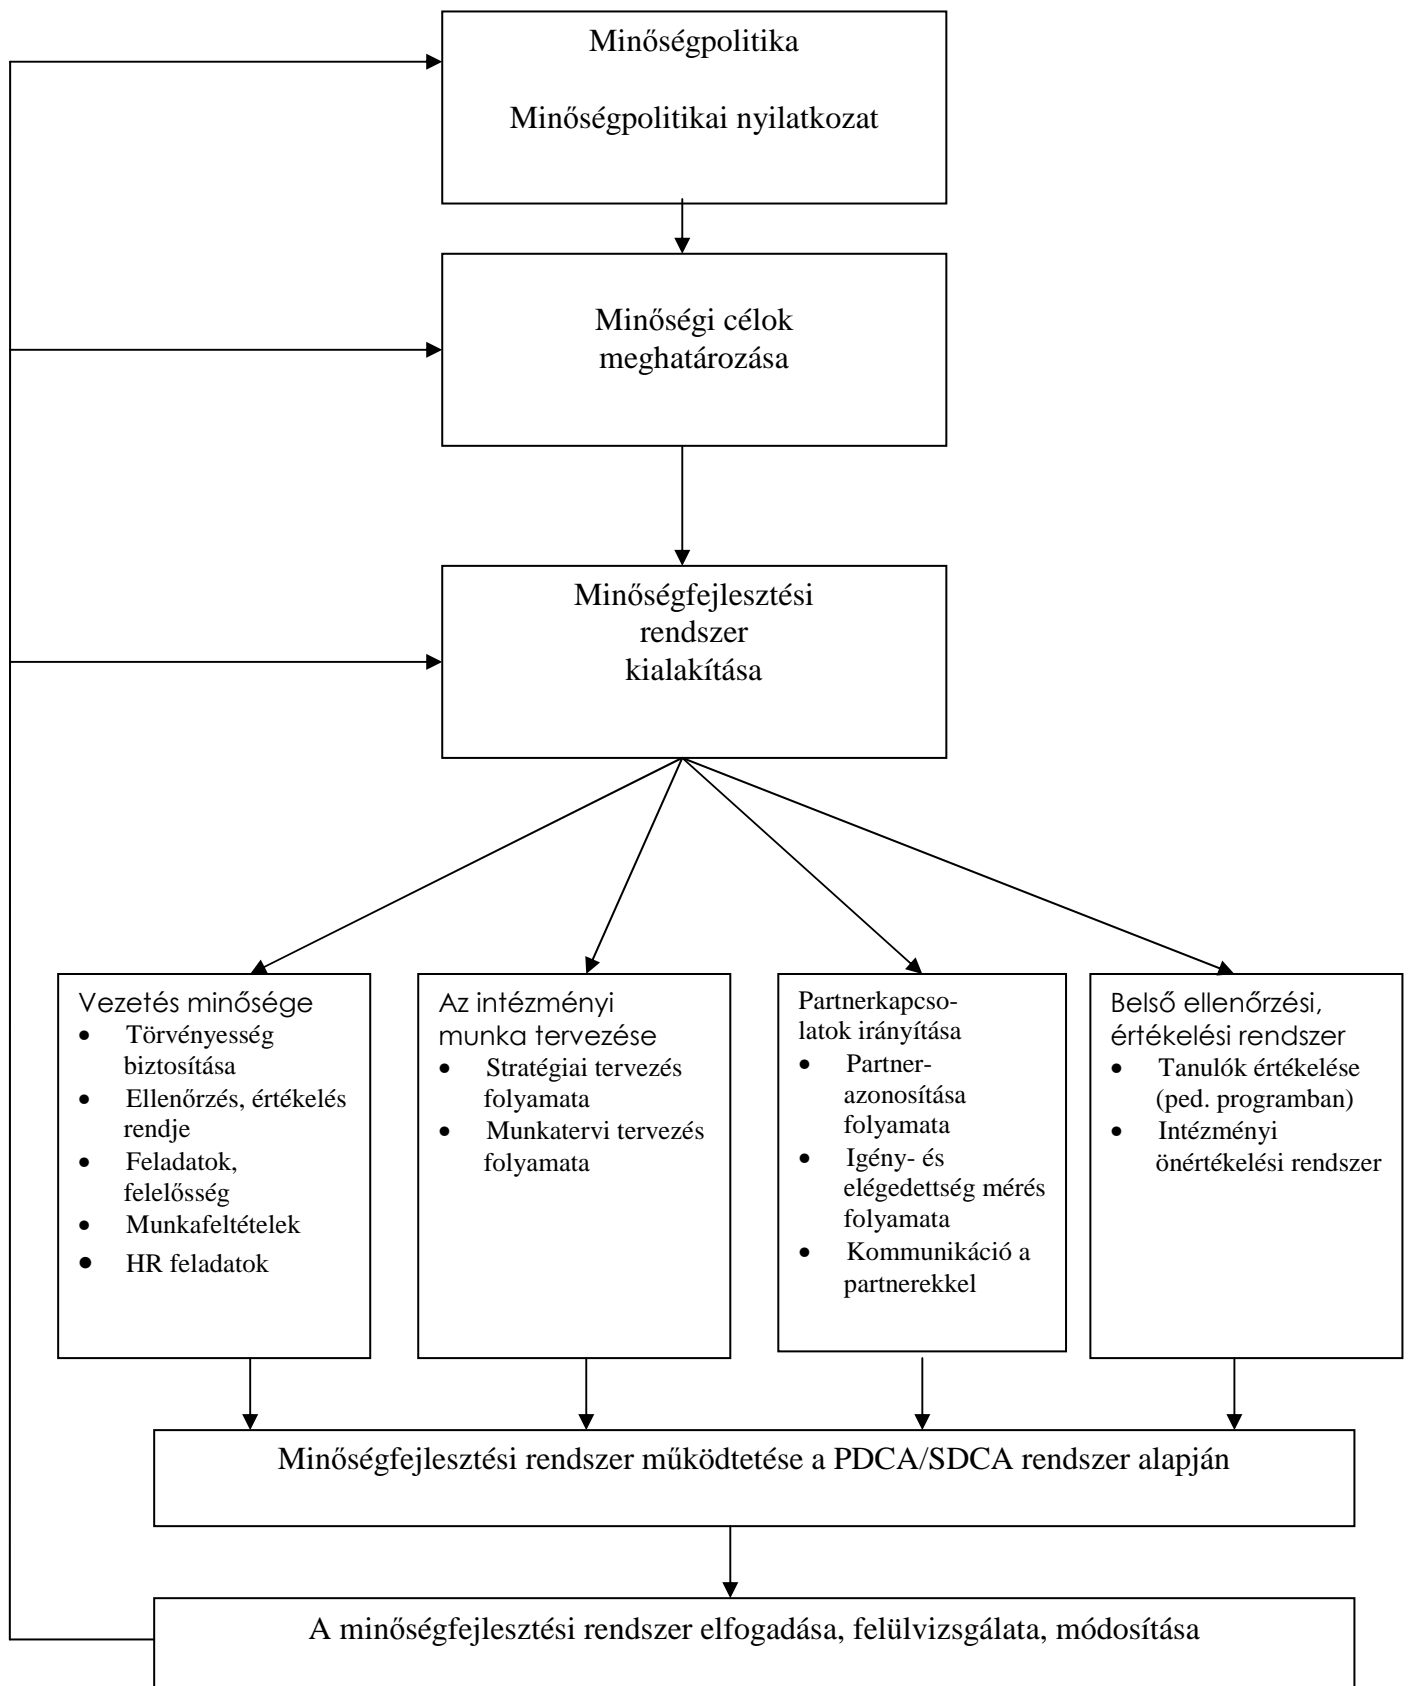 Minőségpolitika
Minőségpolitikai nyilatkozat
Minőségi célok
meghatározása
Minőségfejlesztési
rendszer
kialakítása
Vezetés minősége
• Törvényesség
biztosítása
• Ellenőrzés, értékelés
rendje
• Feladatok,
felelősség
• Munkafeltételek
• HR feladatok
Az intézményi
munka tervezése
• Stratégiai tervezés
folyamata
• Munkatervi tervezés
folyamata
Partnerkapcso-
latok irányítása
• Partner-
azonosítása
folyamata
• Igény- és
elégedettség mérés
folyamata
• Kommunikáció a
partnerekkel
Belső ellenőrzési,
értékelési rendszer
• Tanulók értékelése
(ped. programban)
• Intézményi
önértékelési rendszer
Minőségfejlesztési rendszer működtetése a PDCA/SDCA rendszer alapján
A minőségfejlesztési rendszer elfogadása, felülvizsgálata, módosítása